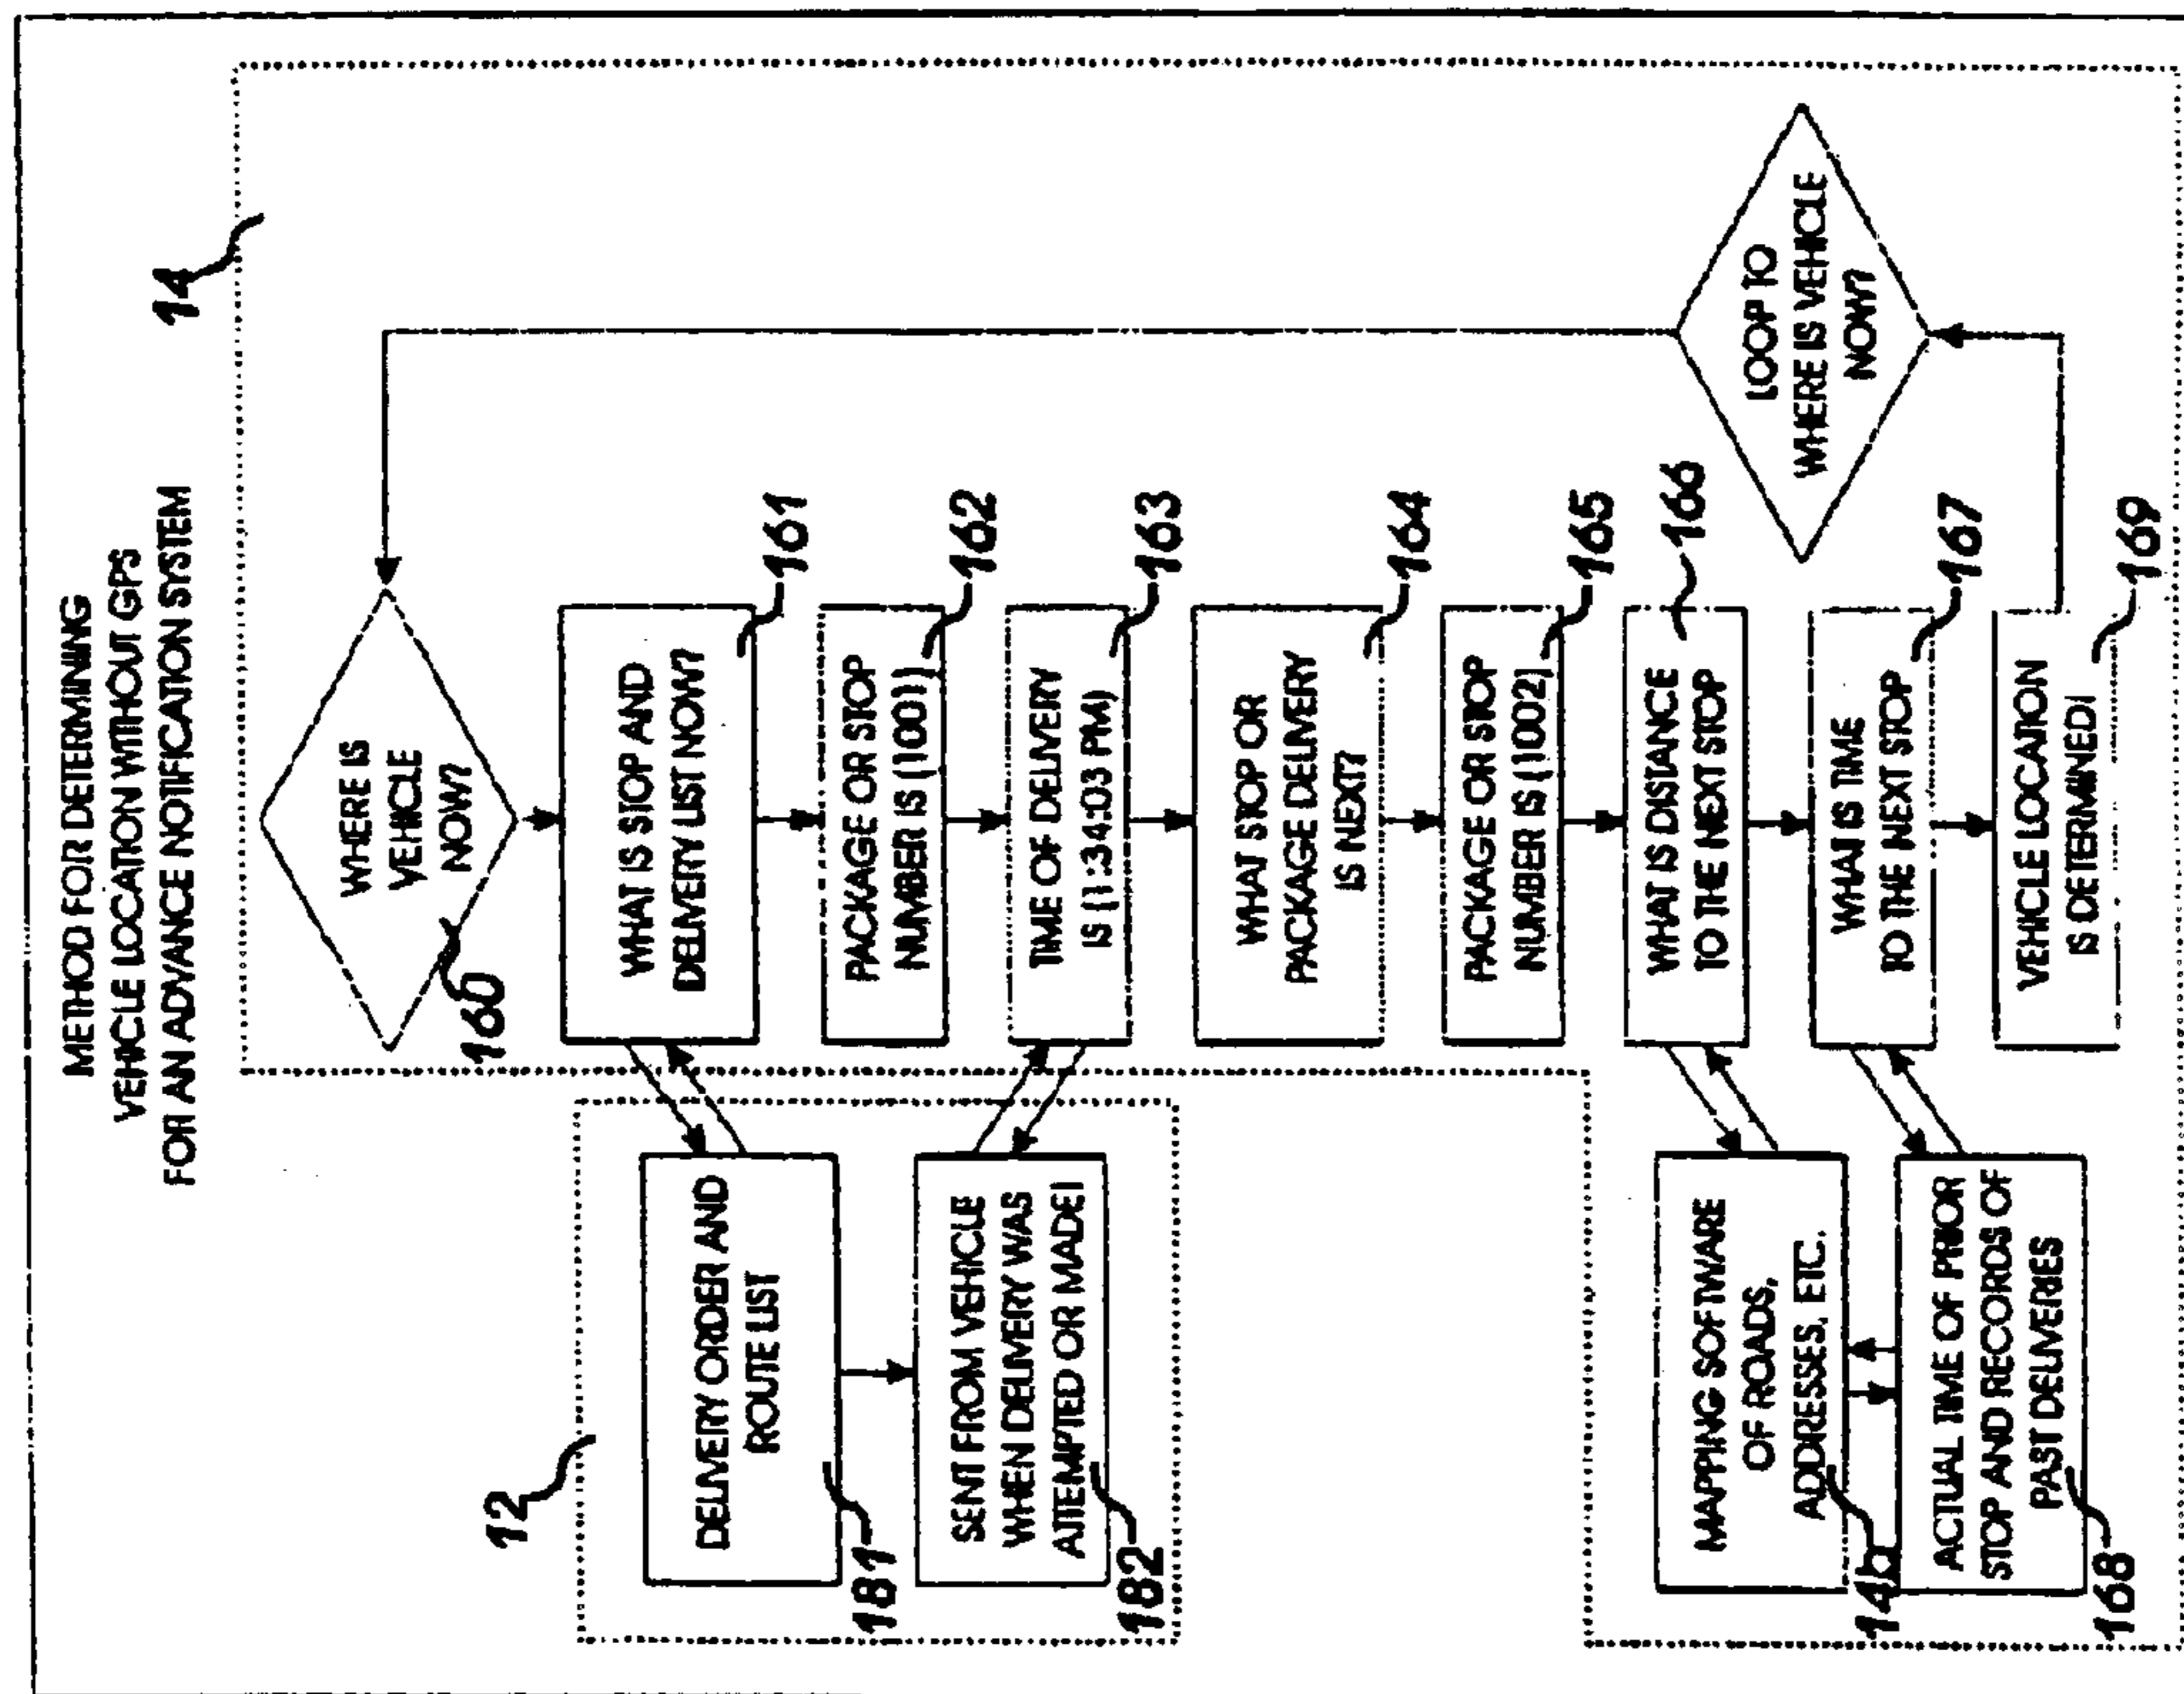 METHOD FOR DETERMINING
VEHICLE LOCATION WITHOUT GPS
FOR AN ADVANCE NOTIFICATION SYSTEM
14
WHERE IS
VEHICLE
NOW?
160
WHAT IS STOP AND
DELIVERY LIST NOW?
161
PACKAGE OR STOP
NUMBER IS (1001)
162
TIME OF DELIVERY
IS (1:34:03 PM)
163
WHAT STOP OR
PACKAGE DELIVERY
IS NEXT?
164
PACKAGE OR STOP
NUMBER IS (1002)
165
WHAT IS DISTANCE
TO THE NEXT STOP
166
WHAT IS TIME
TO THE NEXT STOP
167
VEHICLE LOCATION
IS DETERMINED!
169
LOOP TO
WHERE IS VEHICLE
NOW?
12
DELIVERY ORDER AND
ROUTE LIST
181
SENT FROM VEHICLE
WHEN DELIVERY WAS
ATTEMPTED OR MADE!
182
MAPPING SOFTWARE
OF ROADS,
ADDRESSES, ETC.
14b
ACTUAL TIME OF PRIOR
STOP AND RECORDS OF
PAST DELIVERIES
168